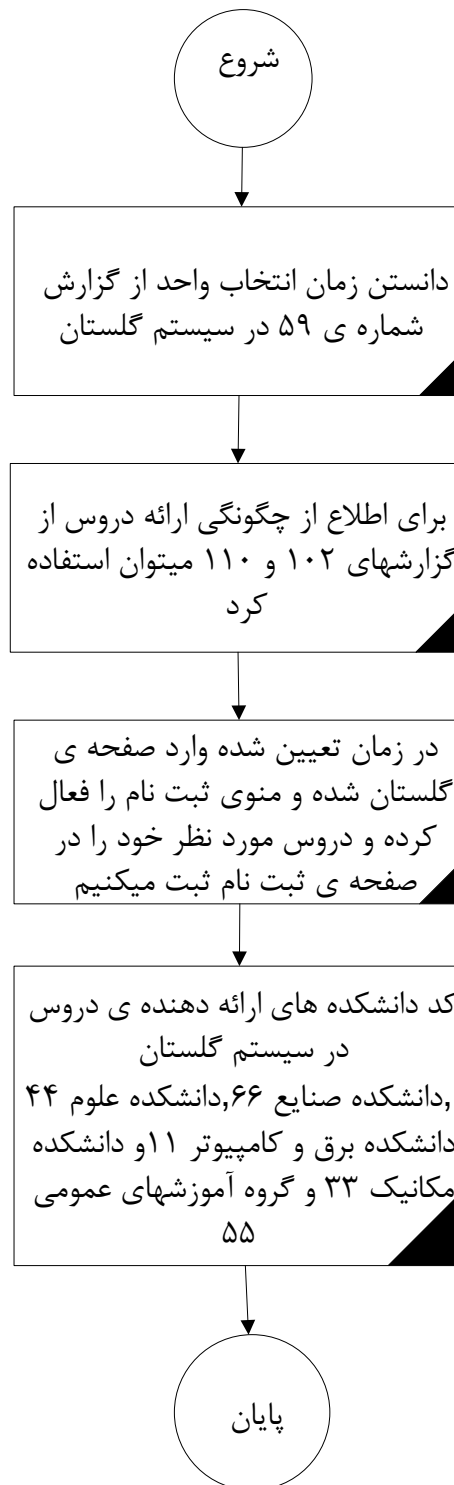 شروع
دانستن زمان انتخاب واحد از گزارش
شماره ی ۵۹ در سیستم گلستان
برای اطلاع از چگونگی ارائه دروس از
گزارشهای ۱۰۲ و ۱۱۰ میتوان استفاده
کرد
در زمان تعیین شده وارد صفحه ی
گلستان شده و منوی ثبت نام را فعال
کرده و دروس مورد نظر خود را در
صفحه ی ثبت نام ثبت میکنیم
کد دانشکده های ارائه دهنده ی دروس
در سیستم گلستان
,دانشکده صنایع ۶۶,دانشکده علوم ۴۴
دانشکده برق و کامپیوتر ۱۱و دانشکده
مکانیک ۳۳ و گروه آموزشهای عمومی
۵۵
پایان